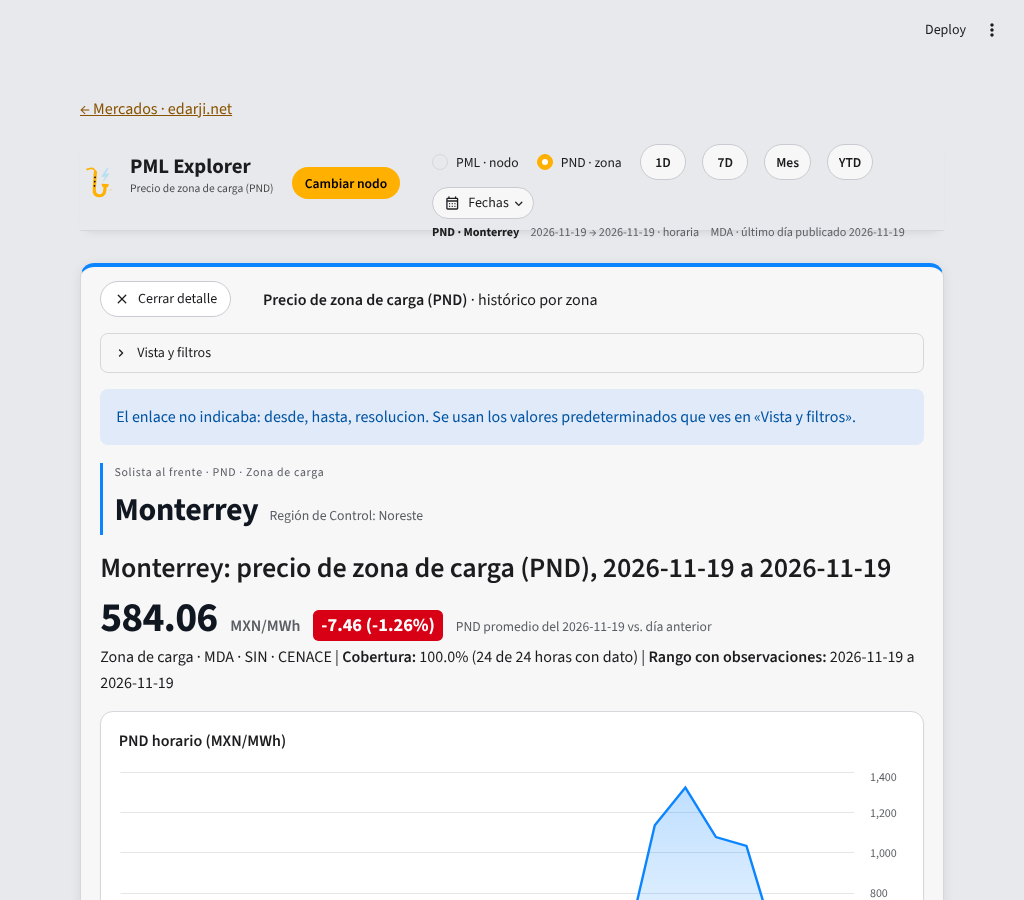 Deploy
← Mercados · edarji.net
PML Explorer
Precio de zona de carga (PND)
Cambiar nodo
PML · nodo
PND · zona
1D
7D
Mes
YTD
Fechas
PND · Monterrey 2026-11-19 → 2026-11-19 · horaria MDA · último día publicado 2026-11-19
Cerrar detalle
Precio de zona de carga (PND) · histórico por zona
Vista y filtros
El enlace no indicaba: desde, hasta, resolucion. Se usan los valores predeterminados que ves en «Vista y filtros».
Solista al frente · PND · Zona de carga
Monterrey Región de Control: Noreste
Monterrey: precio de zona de carga (PND), 2026-11-19 a 2026-11-19
584.06 MXN/MWh -7.46 (-1.26%) PND promedio del 2026-11-19 vs. día anterior
Zona de carga · MDA · SIN · CENACE | Cobertura: 100.0% (24 de 24 horas con dato) | Rango con observaciones: 2026-11-19 a
2026-11-19
PND horario (MXN/MWh)
1,400
1,200
1,000
800